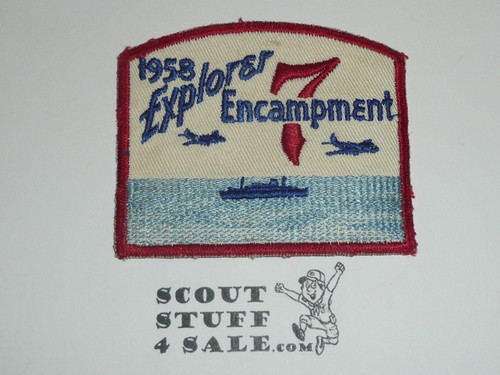 1958
Explorer 7
Encampment
SCOUT
STUFF
4 SALE.COM